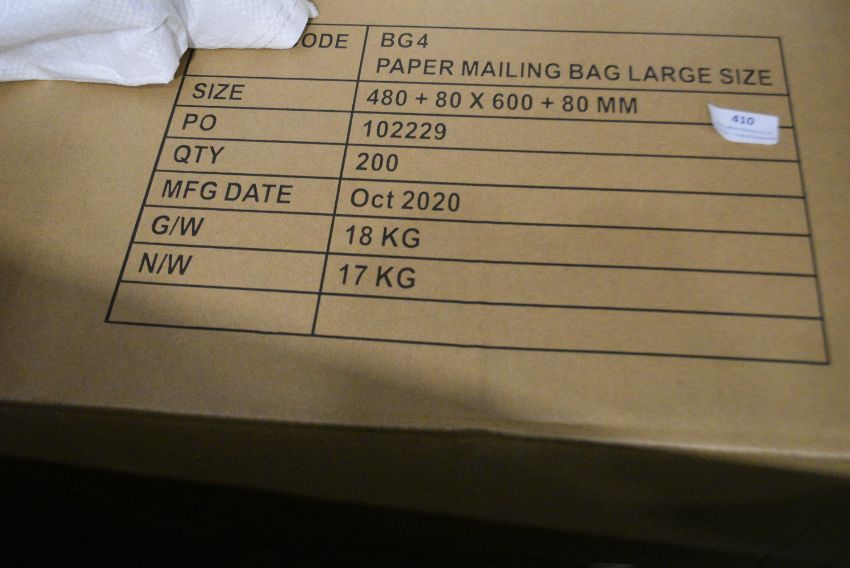 ODE BG4
PAPER MAILING BAG LARGE SIZE
SIZE 480 + 80 X 600 + 80 MM
PO 102229
QTY 200
MFG DATE Oct 2020
G/W 18 KG
N/W 17 KG
410